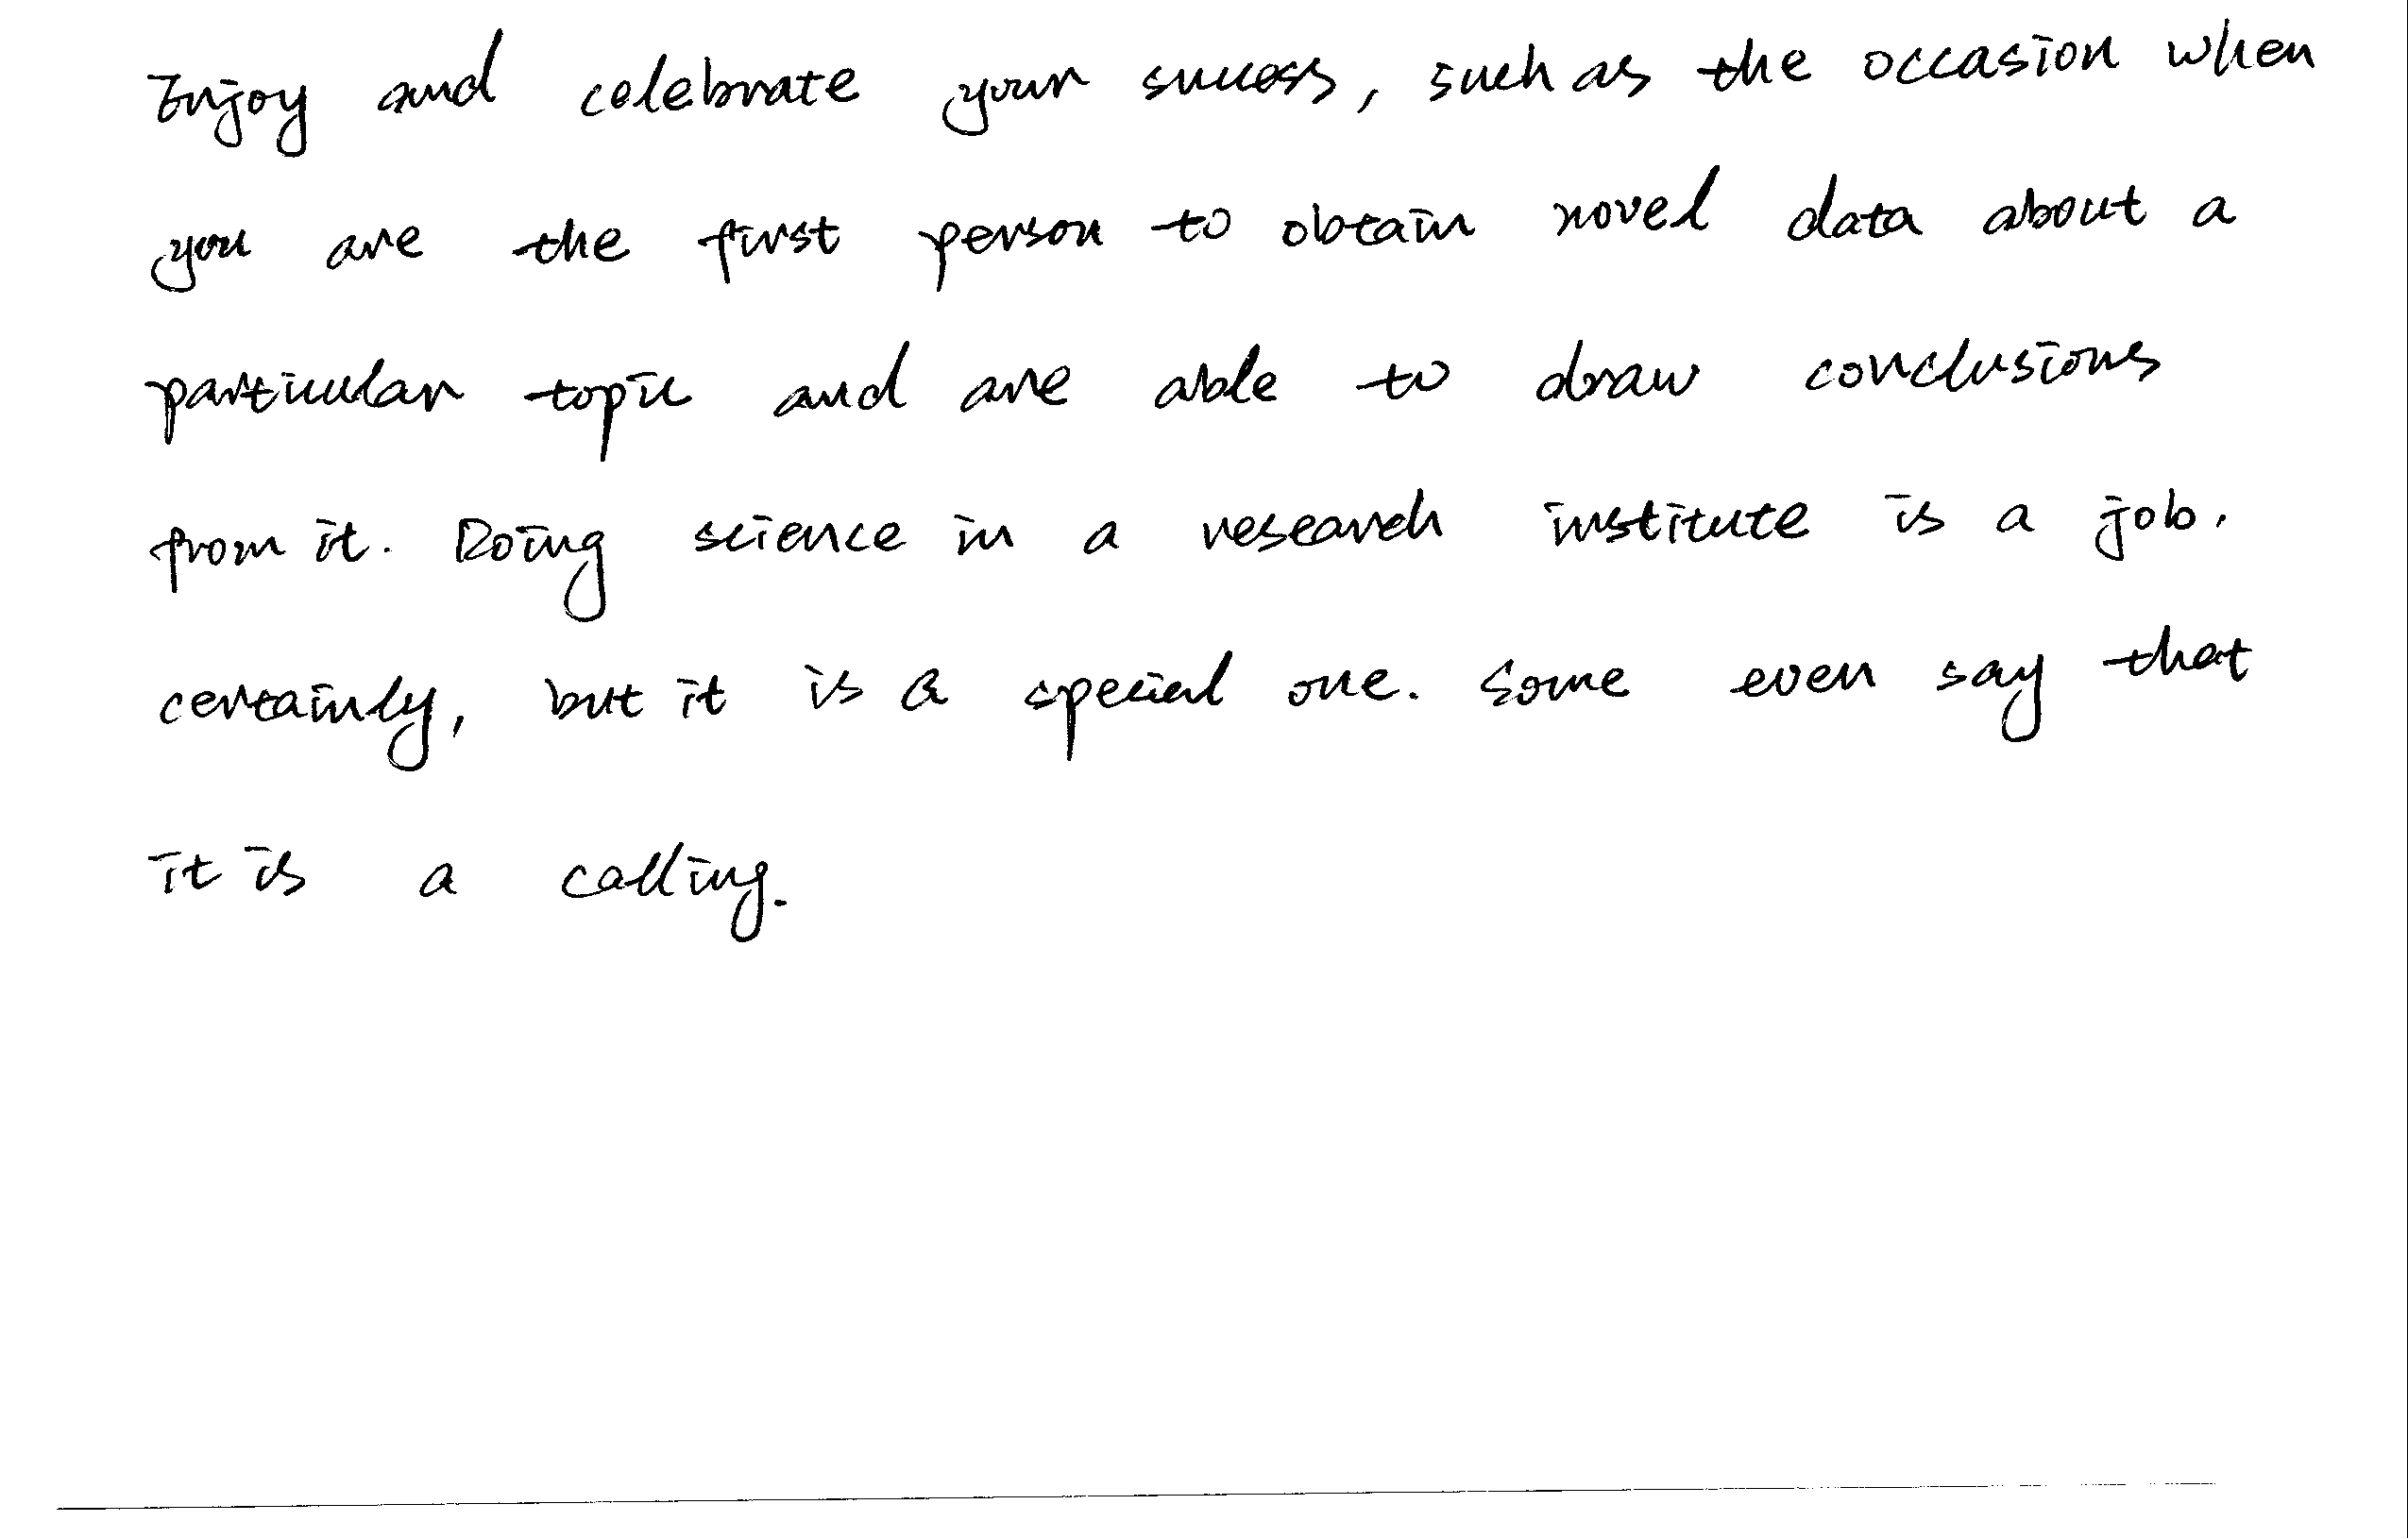 Enjoy and celebrate your success, such as the occasion when
you are the first person to obtain novel data about a
particular topic and are able to draw conclusions
from it. Doing science in a research institute is a job.
certainly, but it is a special one. Some even say that
it is a calling.